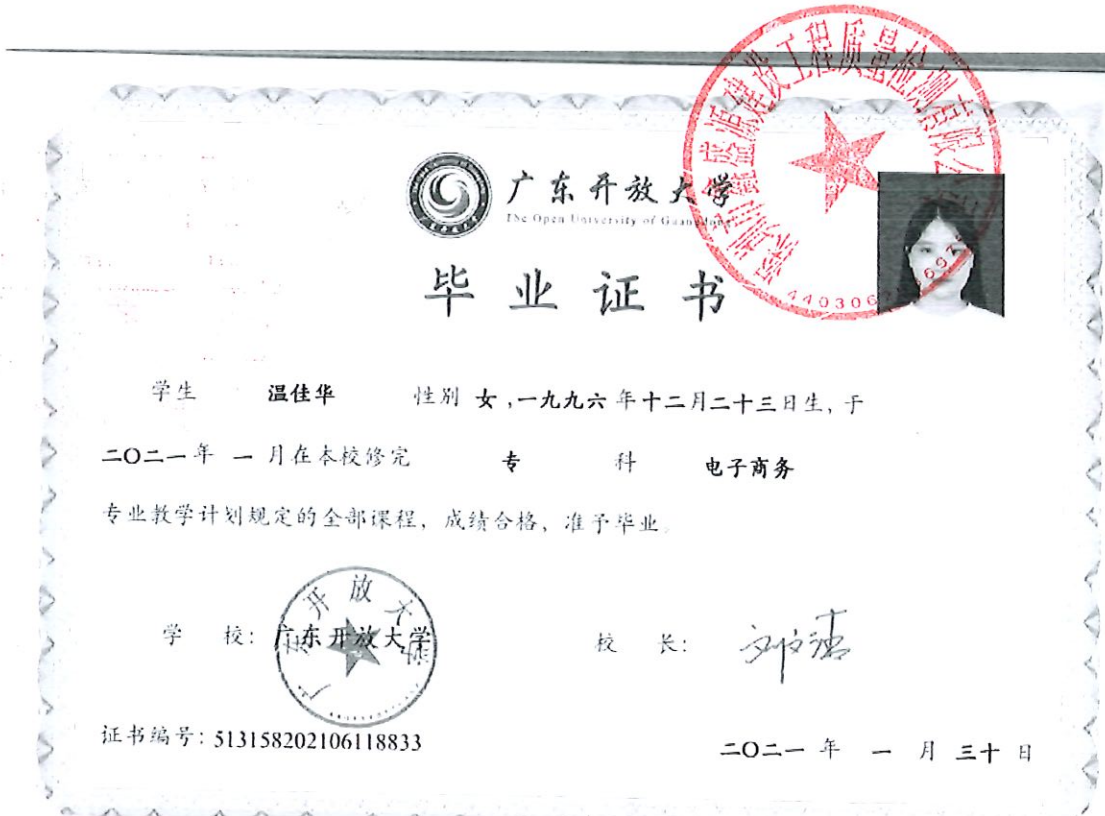 广东开放大学
The Open University of Guangdong
毕业证书
学生 温佳华 性别 女,一九九六年十二月二十三日生,于
二〇二一年 一 月在本校修完 专 科 电子商务
专业教学计划规定的全部课程,成绩合格,准予毕业。
学 校: 广东开放大学
校 长:
证书编号: 513158202106118833
二〇二一 年 一 月 三十 日